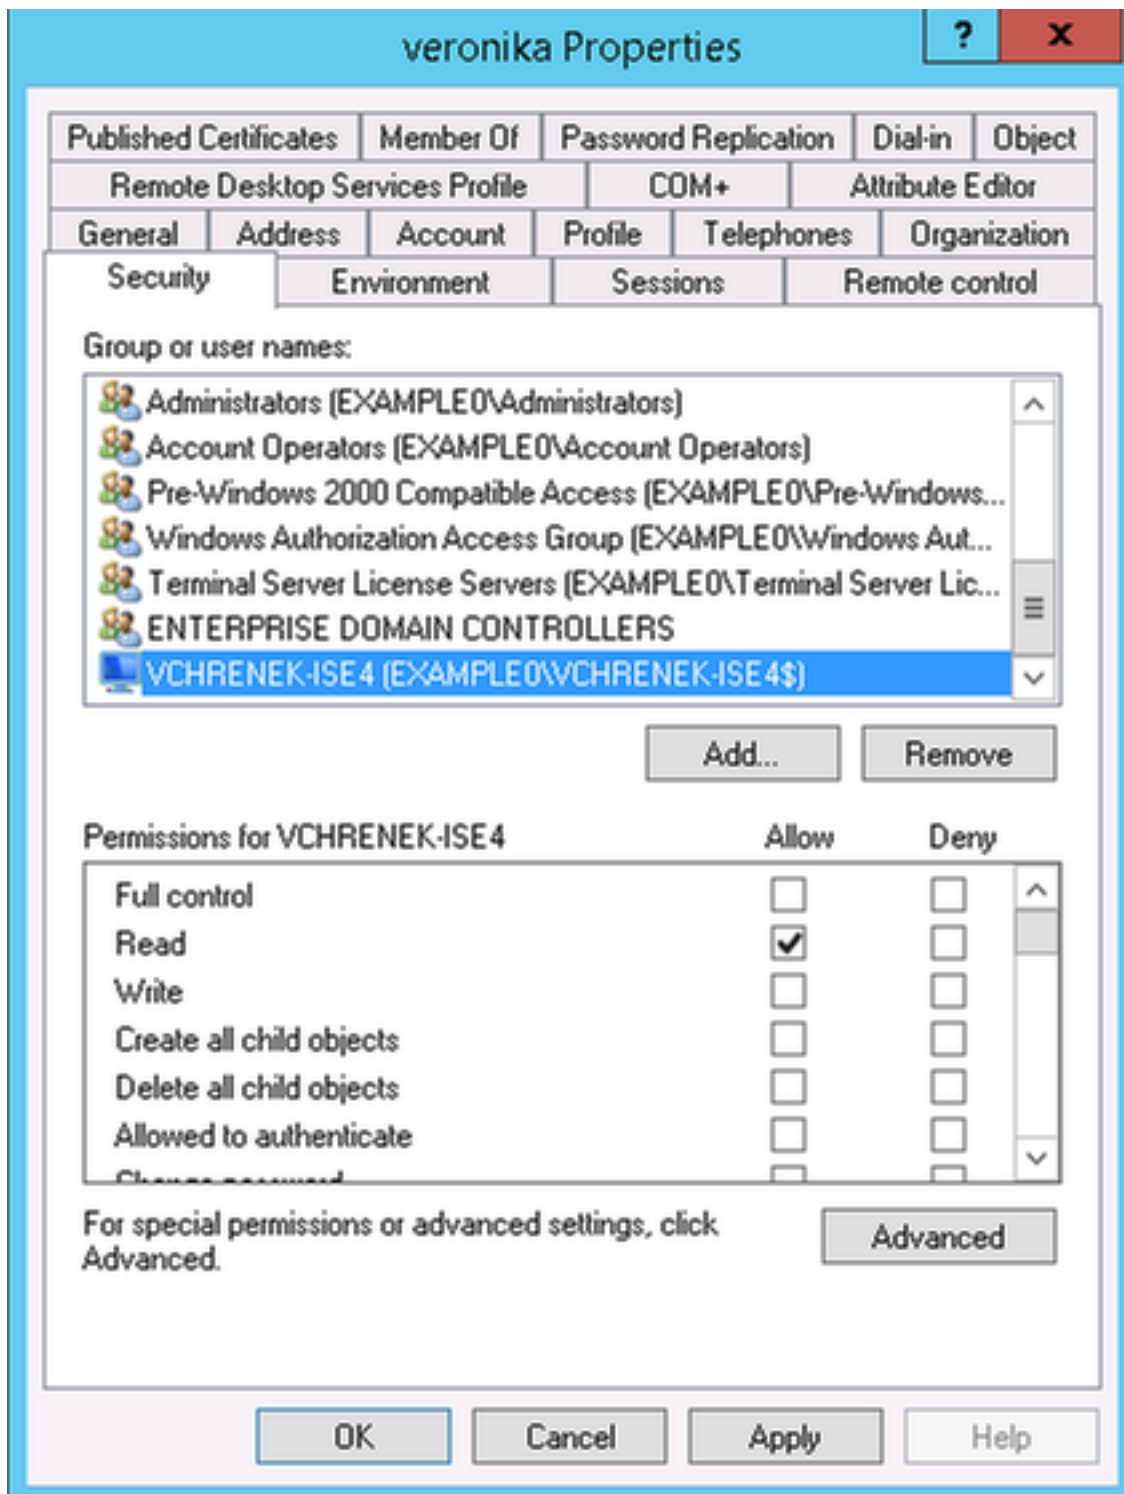 veronika Properties
?
x
Published Certificates Member Of Password Replication Dial-in Object
Remote Desktop Services Profile COM+ Attribute Editor
General Address Account Profile Telephones Organization
Security Environment Sessions Remote control
Group or user names:
Administrators (EXAMPLE0\Administrators)
Account Operators (EXAMPLE0\Account Operators)
Pre-Windows 2000 Compatible Access (EXAMPLE0\Pre-Windows...
Windows Authorization Access Group (EXAMPLE0\Windows Aut...
Terminal Server License Servers (EXAMPLE0\Terminal Server Lic...
ENTERPRISE DOMAIN CONTROLLERS
VCHRENEK-ISE4 (EXAMPLE0\VCHRENEK-ISE4$)
Add... Remove
Permissions for VCHRENEK-ISE4 Allow Deny
Full control
Read
Write
Create all child objects
Delete all child objects
Allowed to authenticate
Change password
For special permissions or advanced settings, click
Advanced.
Advanced
OK Cancel Apply Help